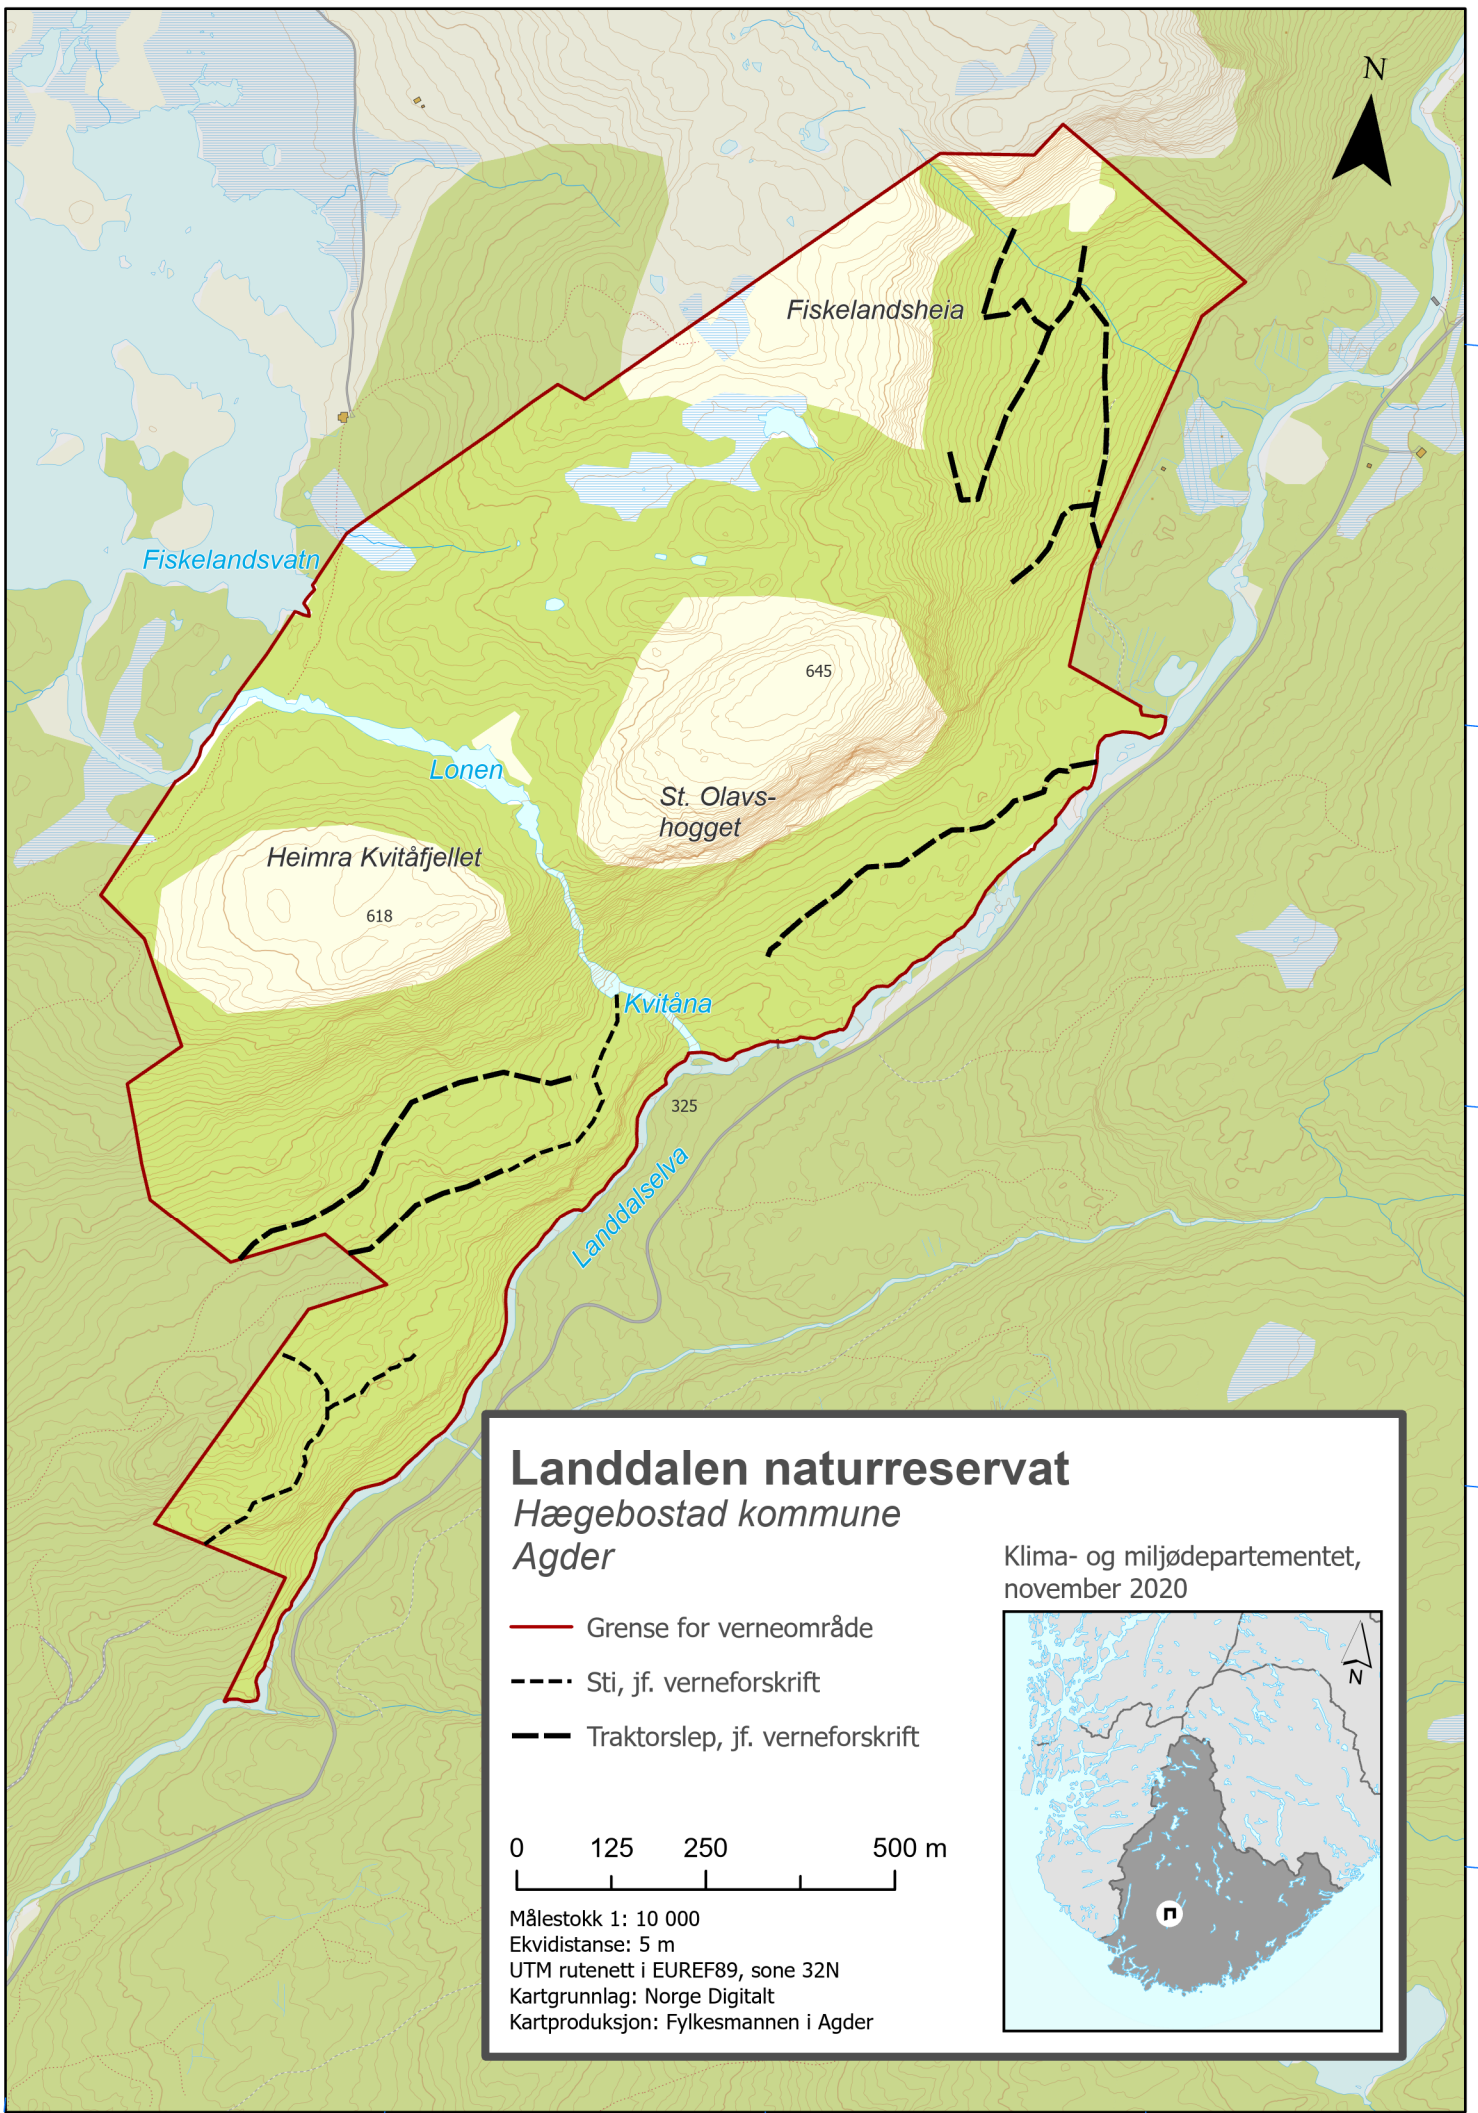 N
Fiskelandsheia
Fiskelandsvatn
645
Lonen
St. Olavs-
hogget
Heimra Kvitåfjellet
618
Kvitåna
325
Landdalselva
Landdalen naturreservat
Hægebostad kommune
Agder
Klima- og miljødepartementet,
november 2020
Grense for verneområde
Sti, jf. verneforskrift
Traktorslep, jf. verneforskrift
N
0 125 250 500 m
Målestokk 1: 10 000
Ekvidistanse: 5 m
UTM rutenett i EUREF89, sone 32N
Kartgrunnlag: Norge Digitalt
Kartproduksjon: Fylkesmannen i Agder